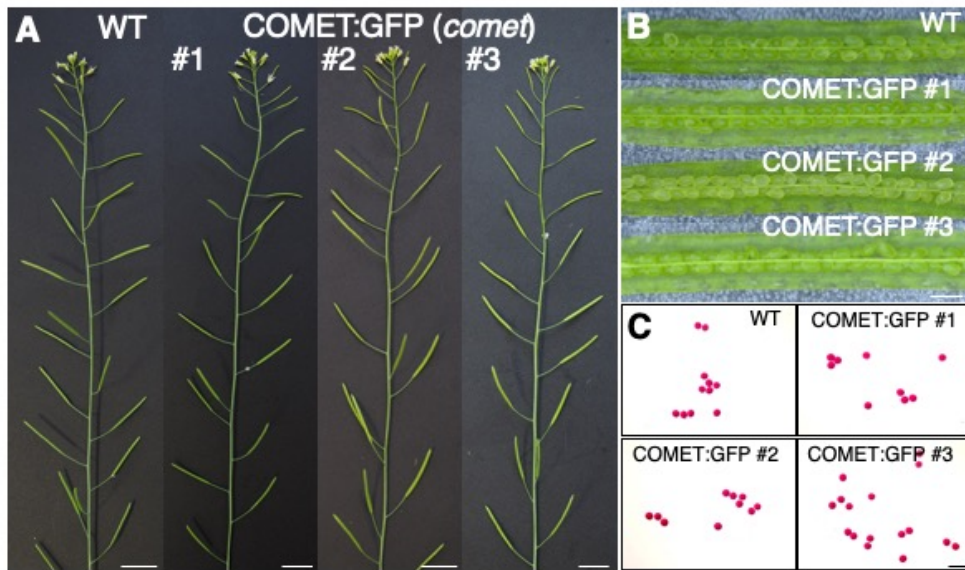 A
WT
COMET:GFP (comet)
#1
#2
#3
B
WT
COMET:GFP #1
COMET:GFP #2
COMET:GFP #3
C
WT
COMET:GFP #1
COMET:GFP #2
COMET:GFP #3